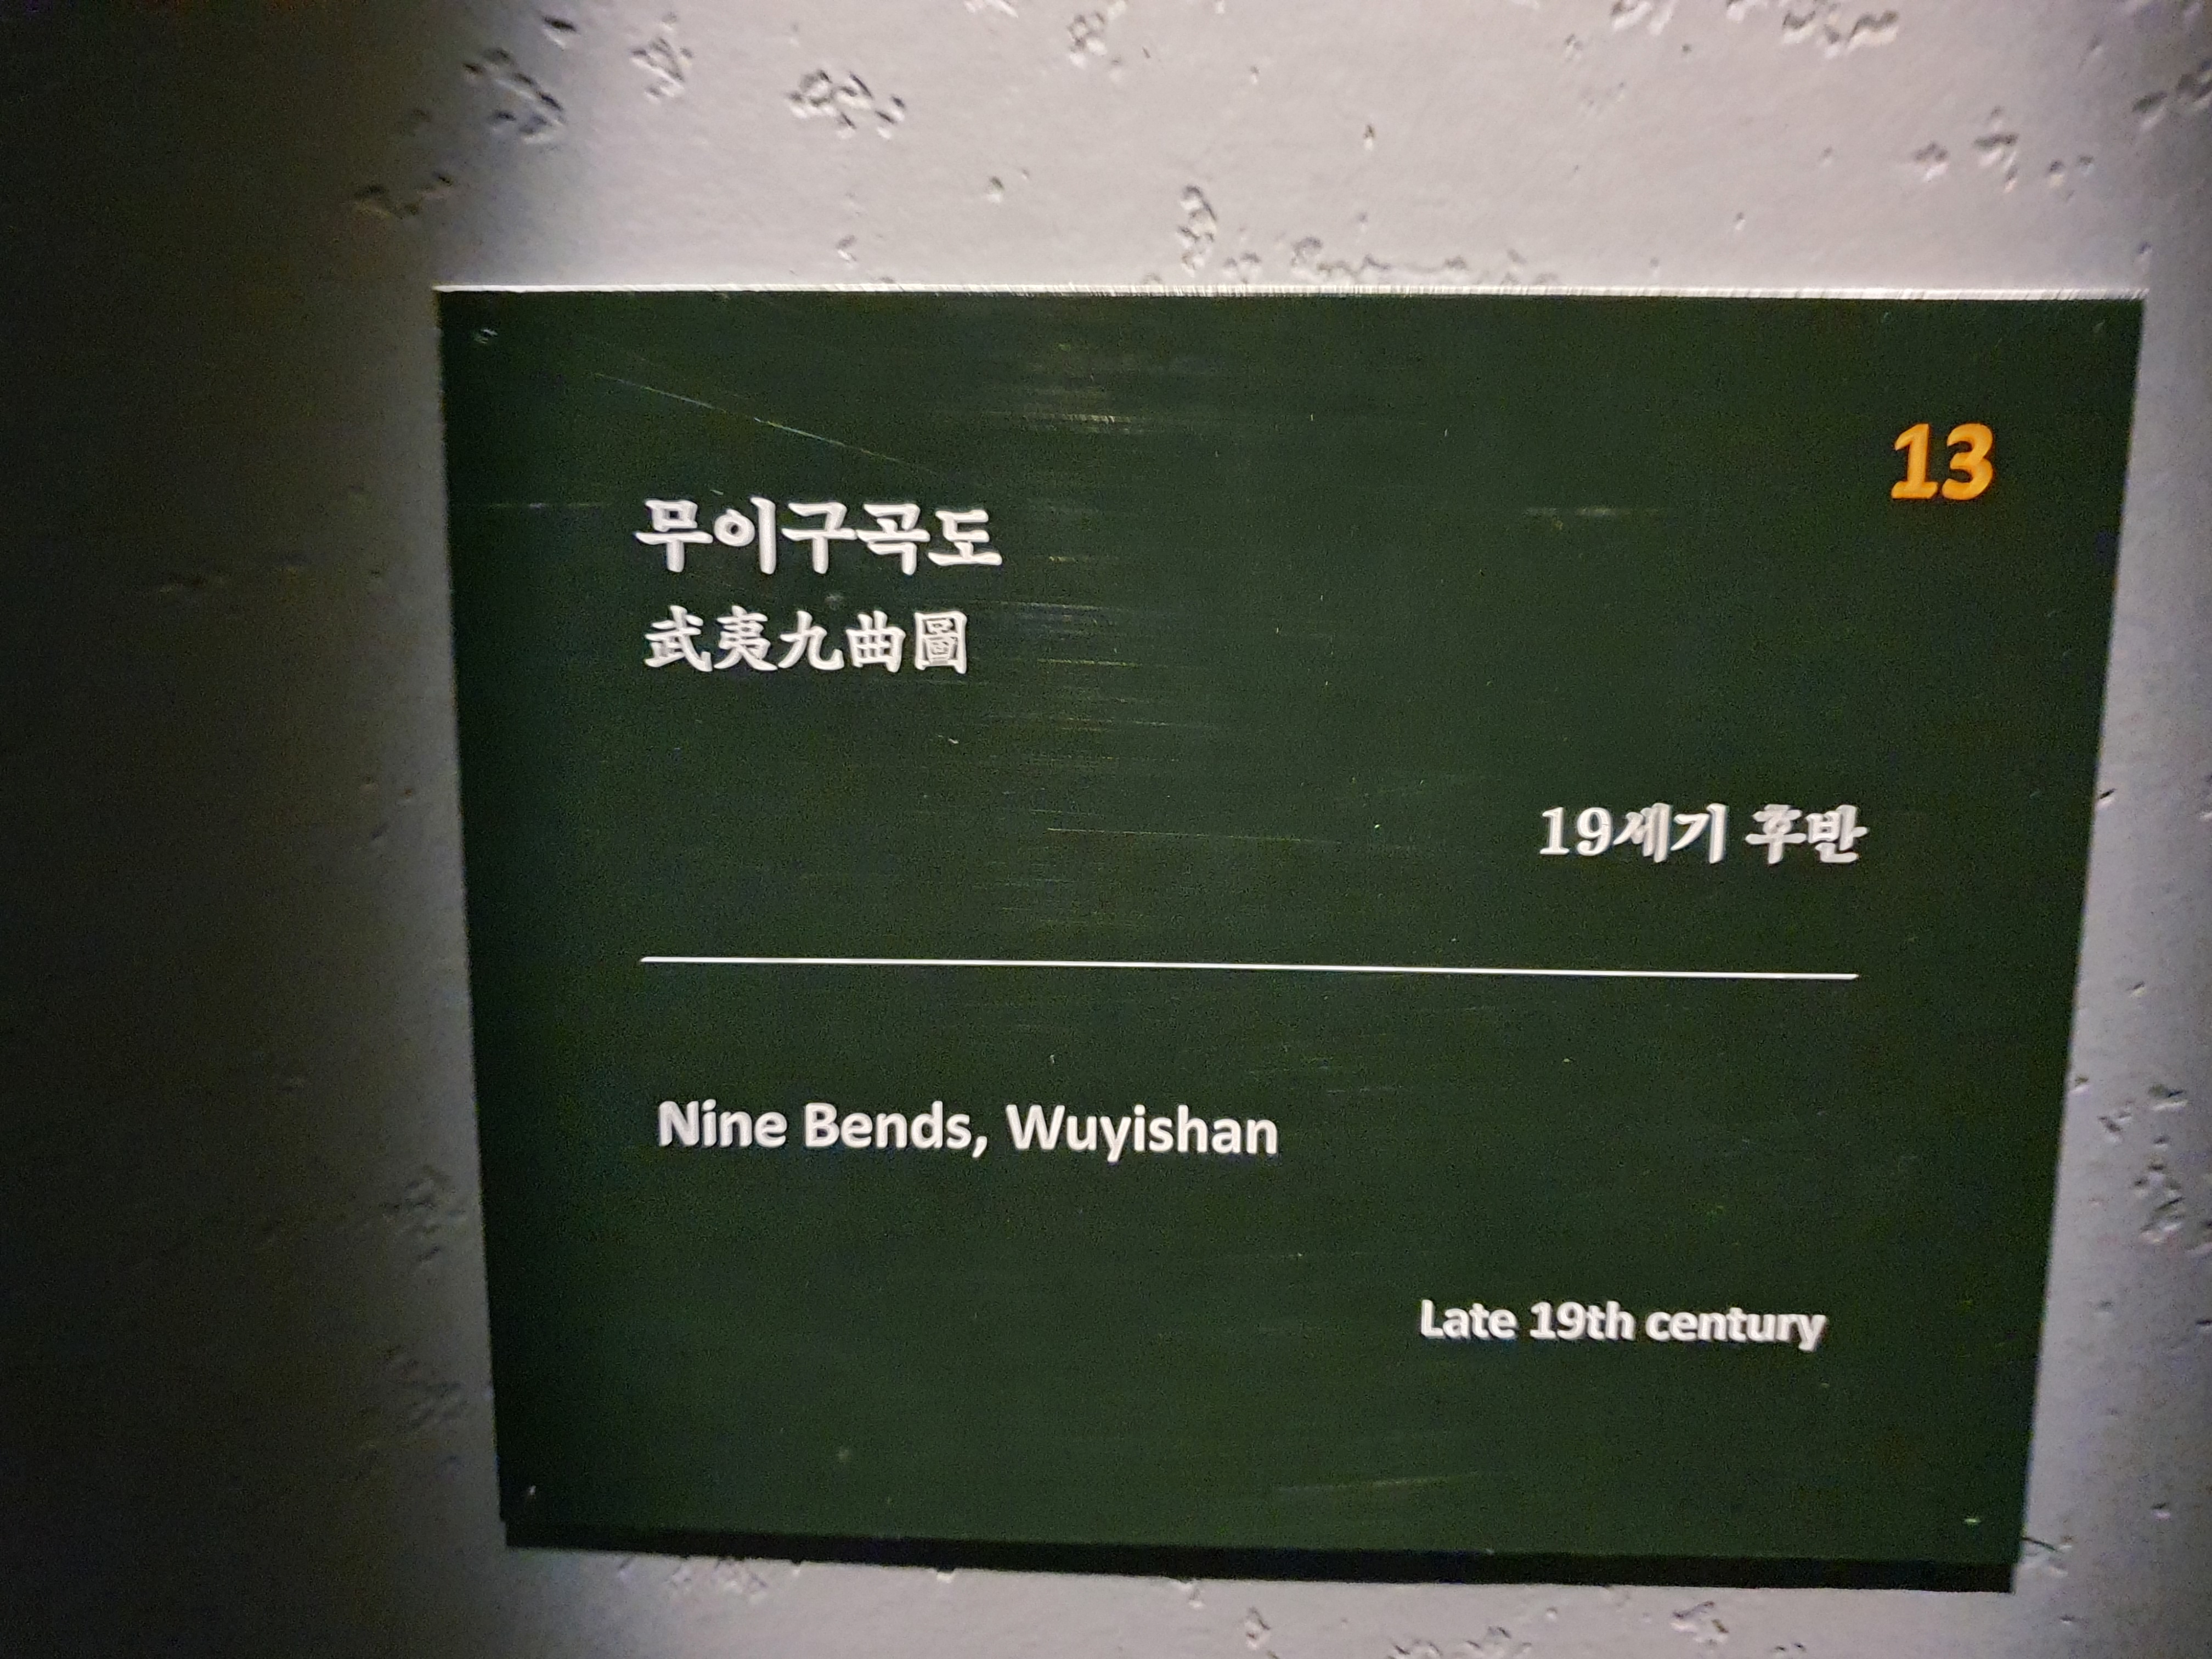 13
무이구곡도
武夷九曲圖
19세기 후반
Nine Bends, Wuyishan
Late 19th century